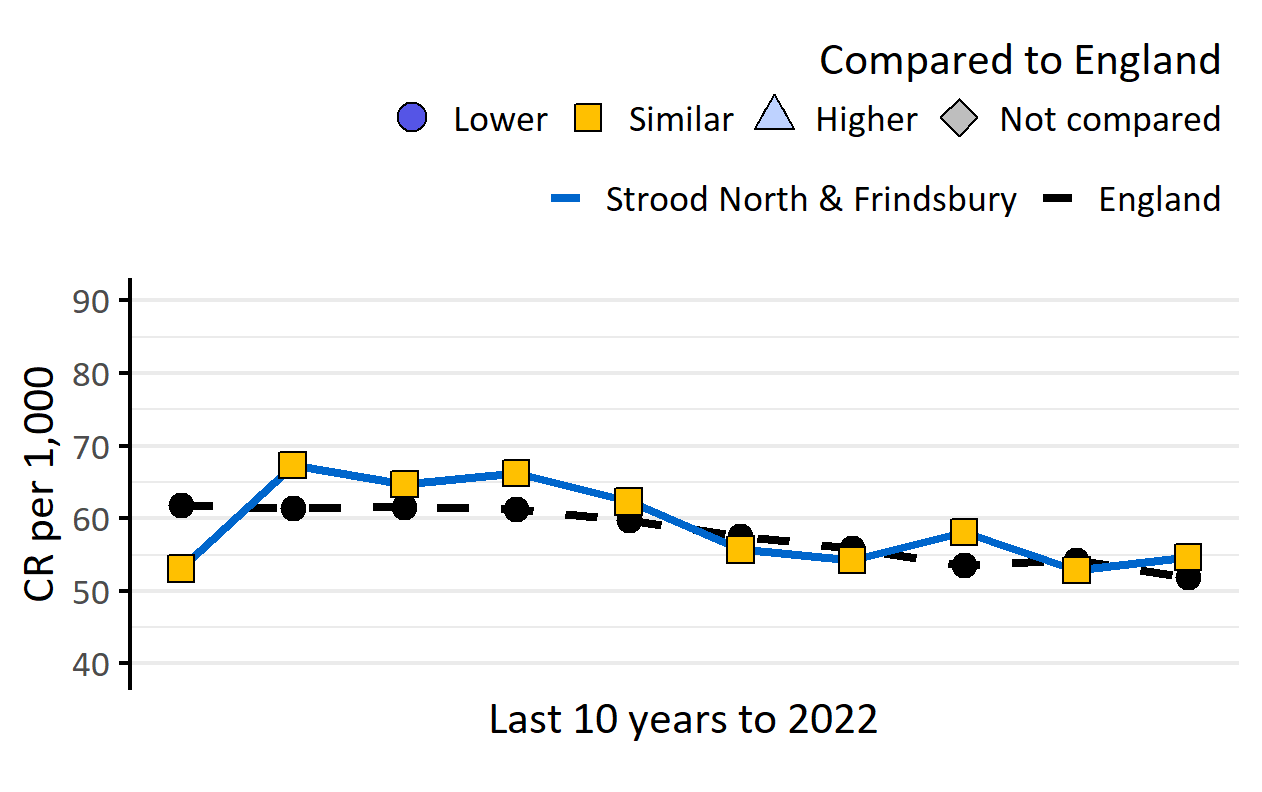 Compared to England
Lower Similar Higher Not compared
Strood North & Frindsbury England
90
80
70
60
50
40
CR per 1,000
Last 10 years to 2022